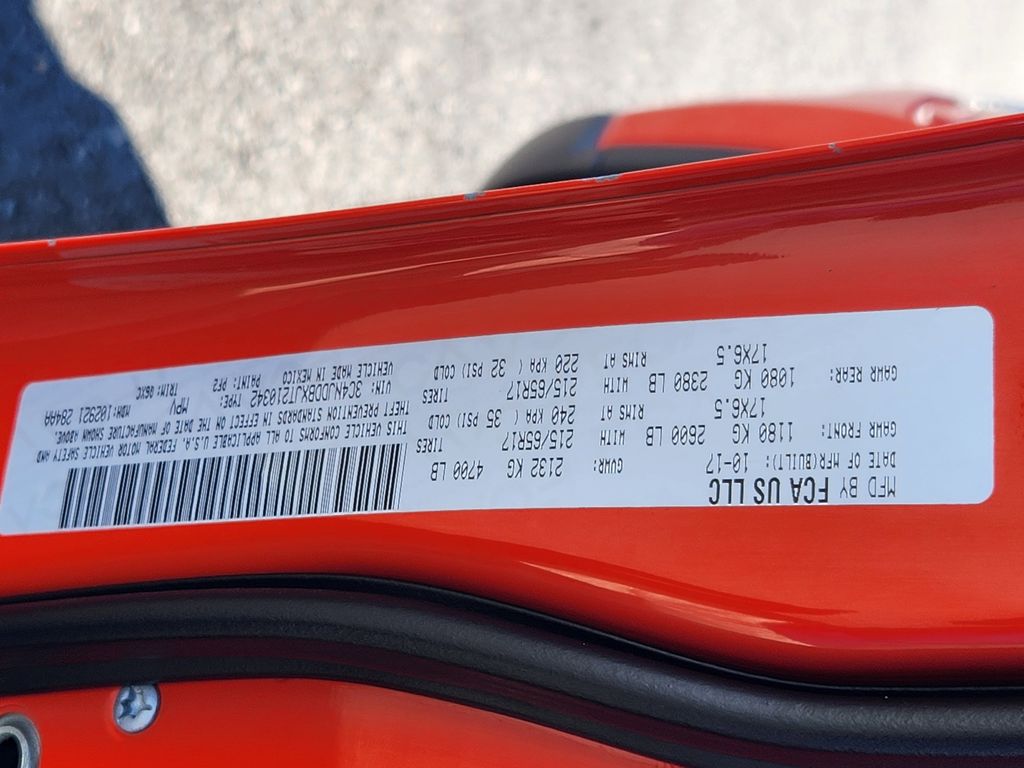 MFD BY FCA US LLC
DATE OF MFR(BUILT): 10-17 GVWR: 2132 KG 4700 LB
GAWR FRONT: 1180 KG 2600 LB WITH 215/65R17 TIRES
17X6.5 RIMS AT 240 KPA ( 35 PSI) COLD
GAWR REAR: 1080 KG 2380 LB WITH 215/65R17 TIRES
17X6.5 RIMS AT 220 KPA ( 32 PSI) COLD
THIS VEHICLE CONFORMS TO ALL APPLICABLE U.S.A. FEDERAL MOTOR VEHICLE SAFETY AND
THEFT PREVENTION STANDARDS IN EFFECT ON THE DATE OF MANUFACTURE SHOWN ABOVE.
VIN: 3C4NJDDBXJT210342 TYPE: MPV MDH:102921 284AA
VEHICLE MADE IN MEXICO PAINT: PF2 TRIM: 06XC